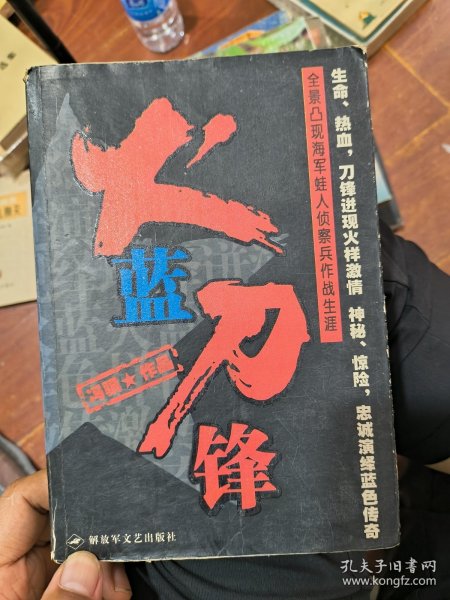 火蓝刀锋
全景凸现海军蛙人侦察兵作战生涯
生命、热血,刀锋迸现火样激情 神秘、惊险,忠诚演绎蓝色传奇
作品
解放军文艺出版社
孔夫子旧书网
www.kongfz.com